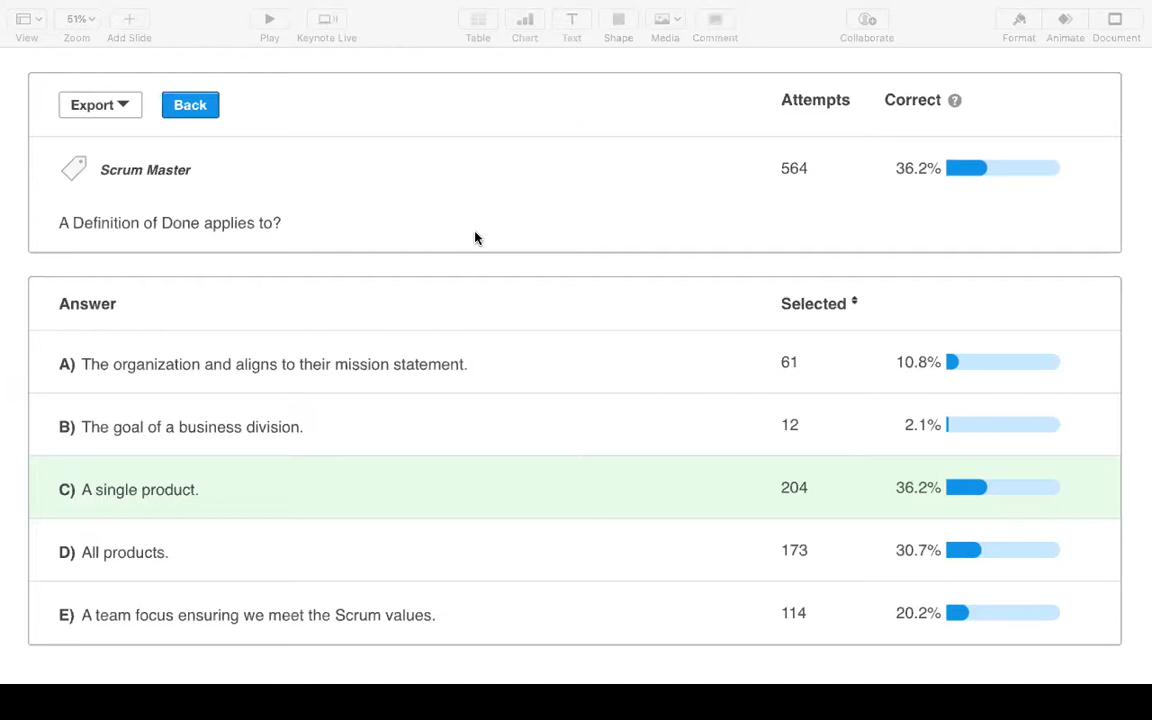 51%
View
Zoom
Add Slide
Play
Keynote Live
Table
Chart
Text
Shape
Media
Comment
Collaborate
Format
Animate
Document
Export
Back
Attempts
Correct ?
Scrum Master
564
36.2%
A Definition of Done applies to?
Answer
Selected
A) The organization and aligns to their mission statement.
61
10.8%
B) The goal of a business division.
12
2.1%
C) A single product.
204
36.2%
D) All products.
173
30.7%
E) A team focus ensuring we meet the Scrum values.
114
20.2%